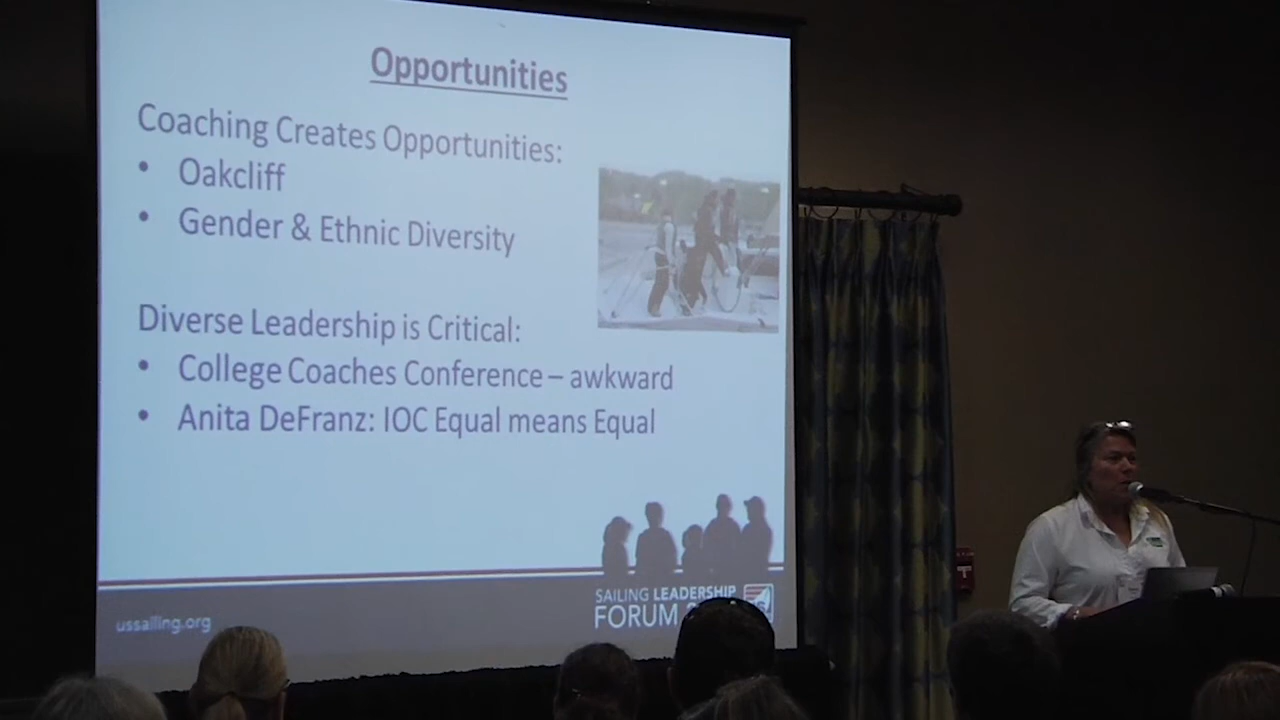 Opportunities
Coaching Creates Opportunities:
• Oakcliff
• Gender & Ethnic Diversity
Diverse Leadership is Critical:
• College Coaches Conference – awkward
• Anita DeFranz: IOC Equal means Equal
ussailing.org
SAILING LEADERSHIP
FORUM